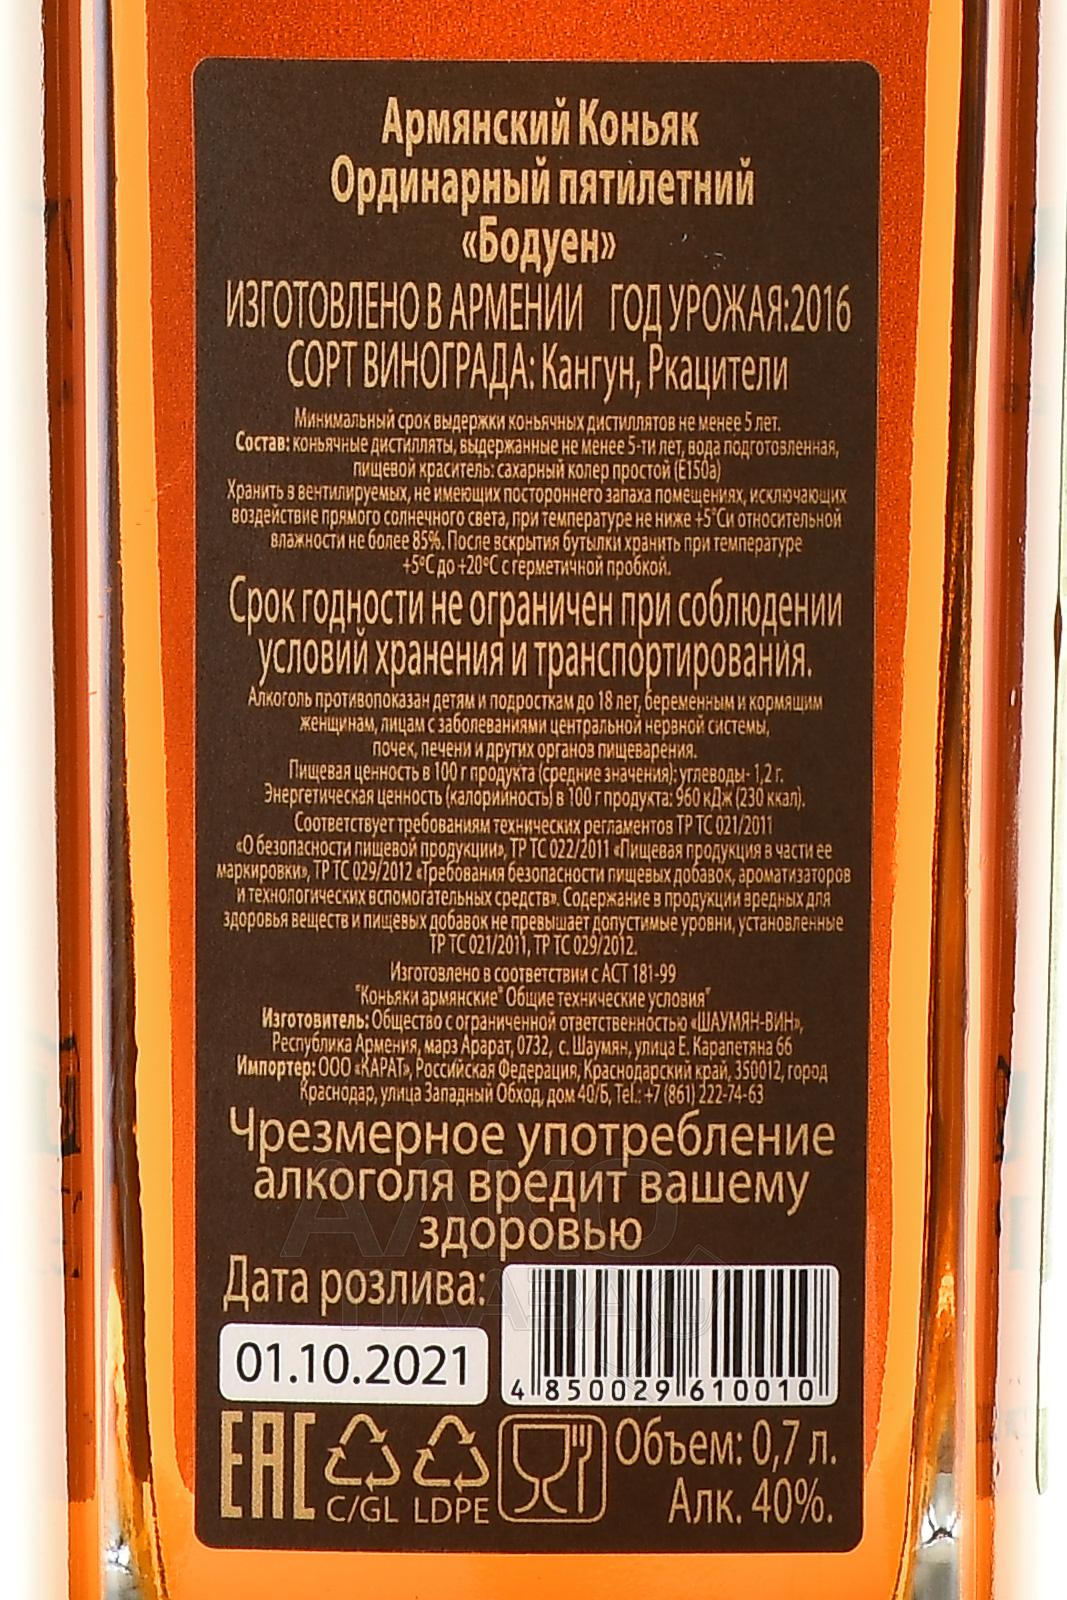 Армянский Коньяк
Ординарный пятилетний
«Бодуен»
ИЗГОТОВЛЕНО В АРМЕНИИ ГОД УРОЖАЯ:2016
СОРТ ВИНОГРАДА: Кангун, Ркацители
Минимальный срок выдержки коньячных дистиллятов не менее 5 лет.
Состав: коньячные дистилляты, выдержанные не менее 5-ти лет, вода подготовленная,
пищевой краситель: сахарный колер простой (Е150а)
Хранить в вентилируемых, не имеющих постороннего запаха помещениях, исключающих
воздействие прямого солнечного света, при температуре не ниже +5°Си относительной
влажности не более 85%. После вскрытия бутылки хранить при температуре
+5ºС до +20ºС с герметичной пробкой.
Срок годности не ограничен при соблюдении
условий хранения и транспортирования.
Алкоголь противопоказан детям и подросткам до 18 лет, беременным и кормящим
женщинам, лицам с заболеваниями центральной нервной системы,
почек, печени и других органов пищеварения.
Пищевая ценность в 100 г продукта (средние значения): углеводы- 1,2 г.
Энергетическая ценность (калорийиность) в 100 г продукта: 960 кДж (230 ккал).
Соответствует требованиям технических регламентов ТР ТС 021/2011
«О безопасности пищевой продукции», ТР ТС 022/2011 «Пищевая продукция в части ее
маркировки», ТР ТС 029/2012 «Требования безопасности пищевых добавок, ароматизаторов
и технологических вспомогательных средств». Содержание в продукции вредных для
здоровья веществ и пищевых добавок не превышает допустимые уровни, установленные
ТР ТС 021/2011, ТР ТС 029/2012.
Изготовлено в соответствии с АСТ 181-99
"Коньяки армянские" Общие технические условия"
Изготовитель: Общество с ограниченной ответственностью «ШАУМЯН-ВИН»,
Республика Армения, марз Арарат, 0732, с. Шаумян, улица Е. Карапетяна 66
Импортер: ООО «КАРАТ», Российская Федерация, Краснодарский край, 350012, город
Краснодар, улица Западный Обход, дом 40/Б, Tel.: +7 (861) 222-74-63
Чрезмерное употребление
алкоголя вредит вашему
здоровью
Дата розлива:
01.10.2021
4 850029 610010
EAC C/GL LDPE
Объем: 0,7 л.
Алк. 40%.